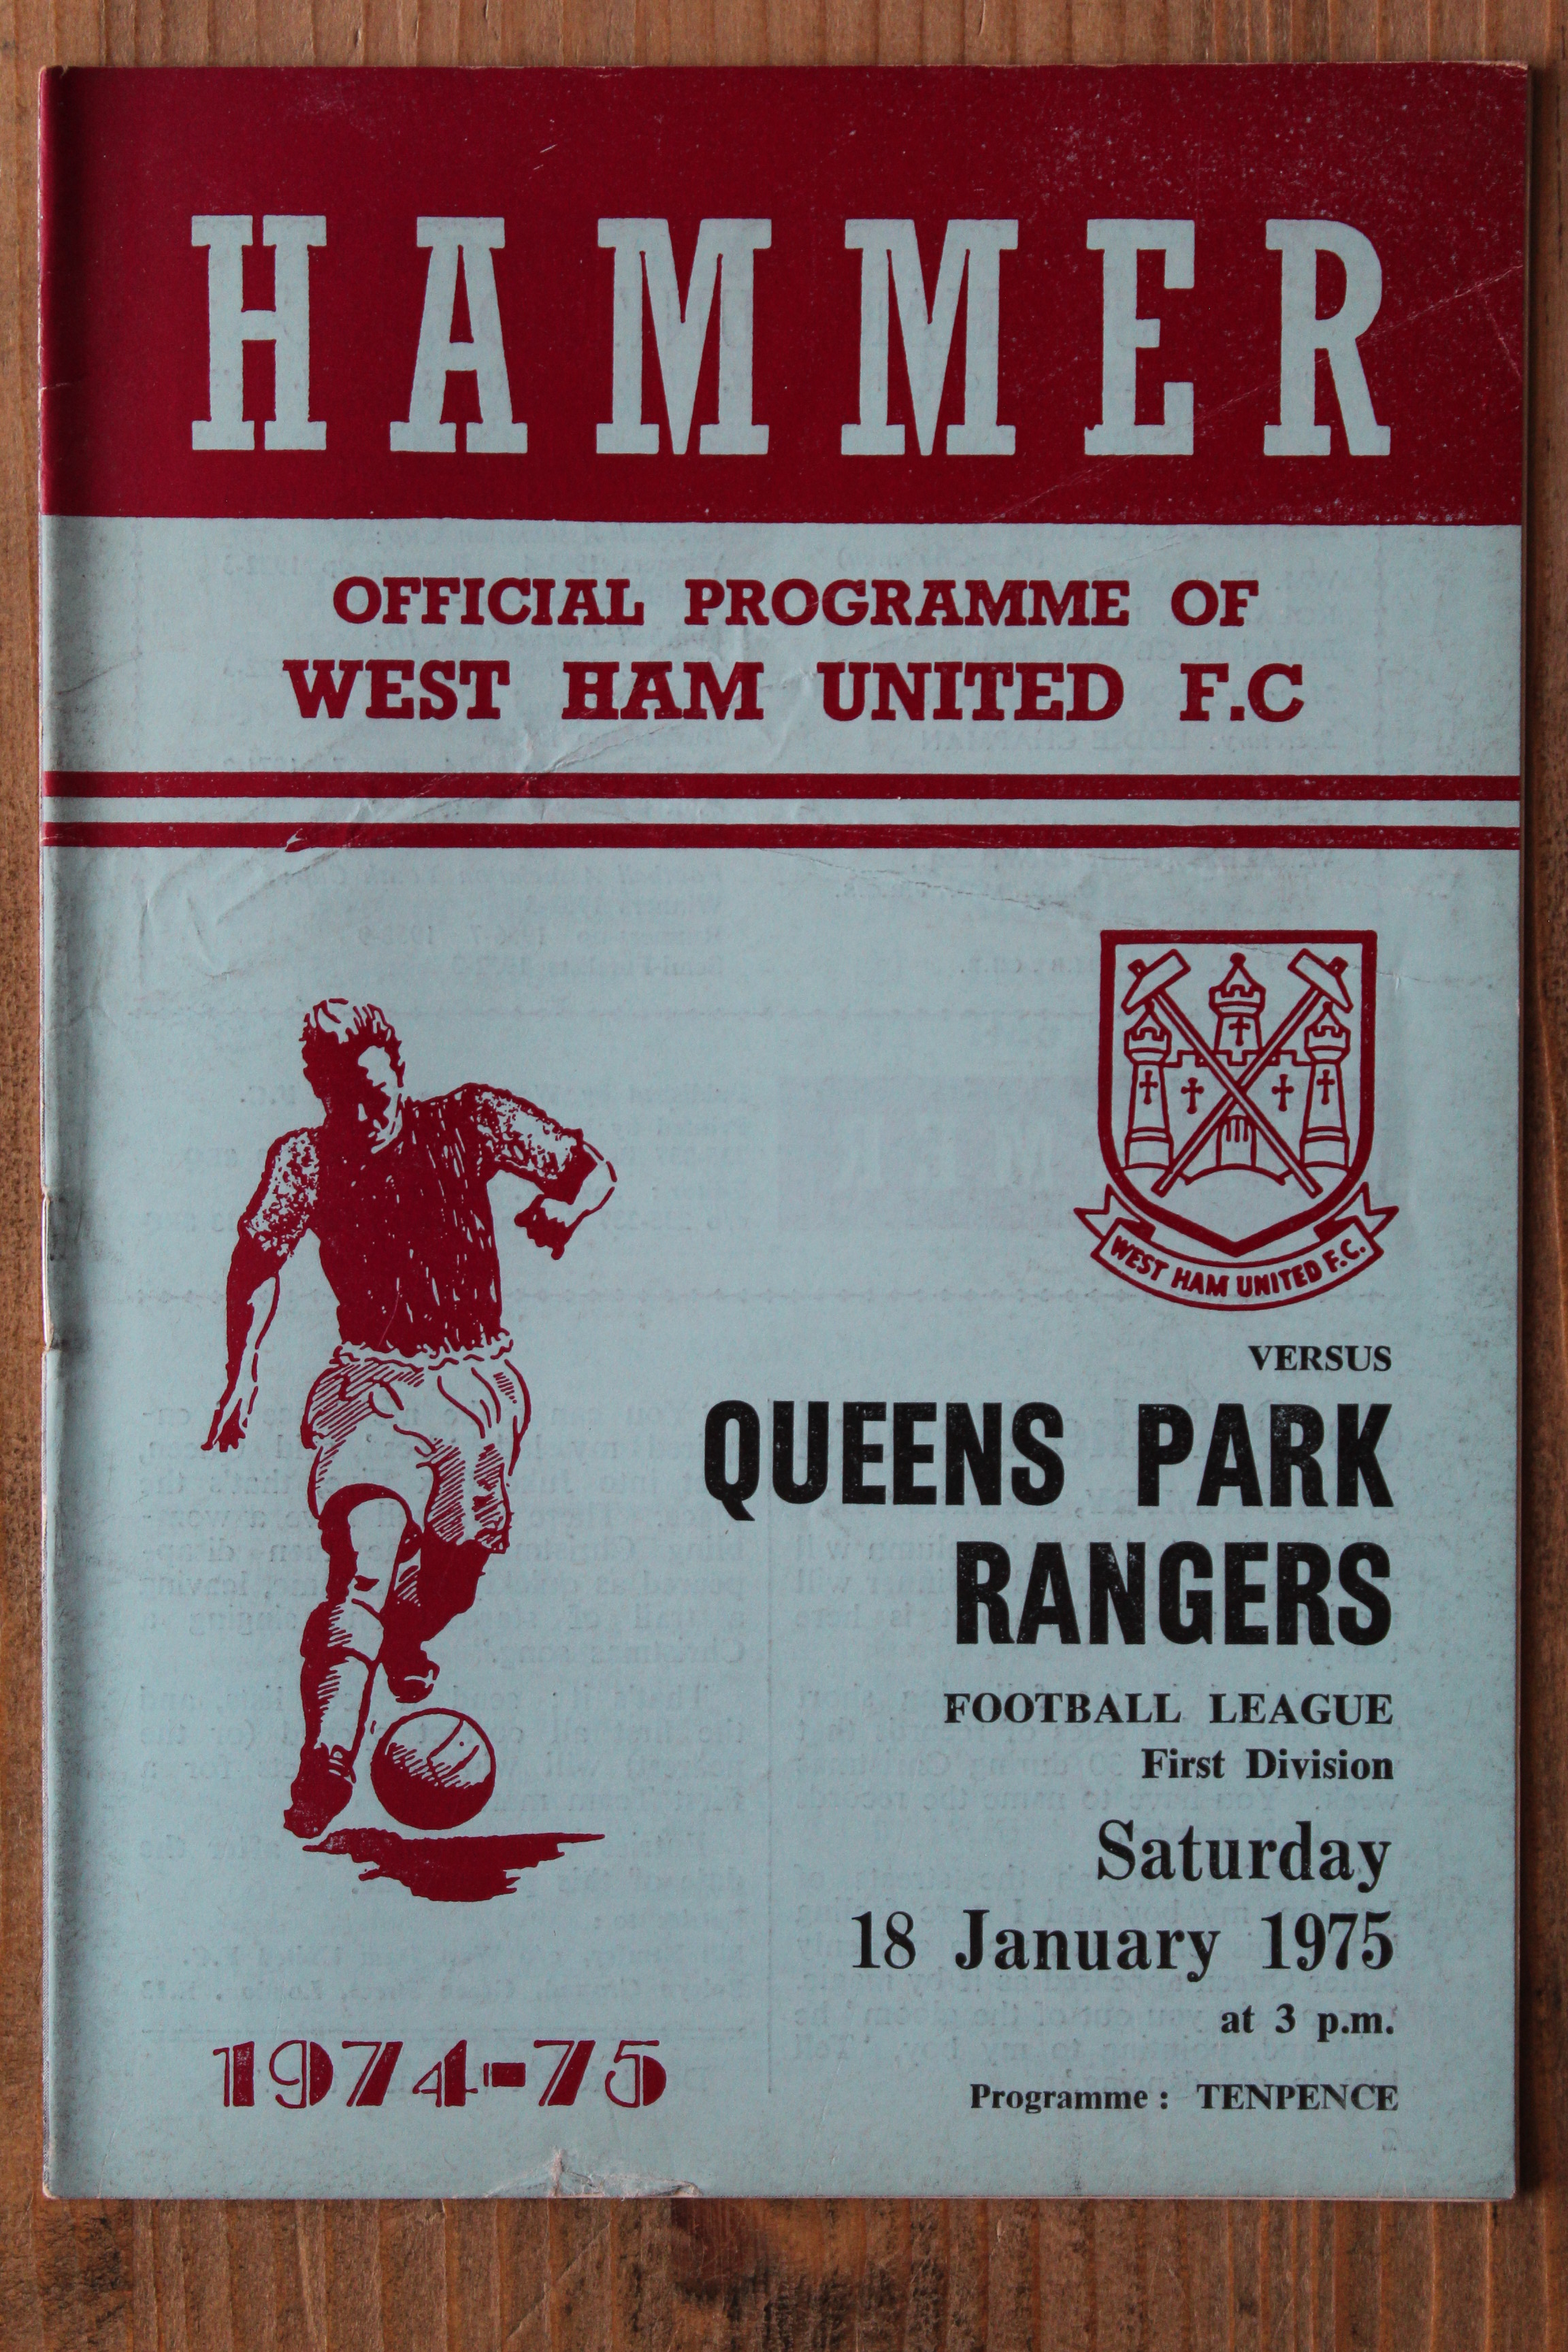 HAMMER
OFFICIAL PROGRAMME OF
WEST HAM UNITED F.C
WEST HAM UNITED F.C.
VERSUS
QUEENS PARK
RANGERS
FOOTBALL LEAGUE
First Division
Saturday
18 January 1975
at 3 p.m.
1974-75
Programme : TENPENCE